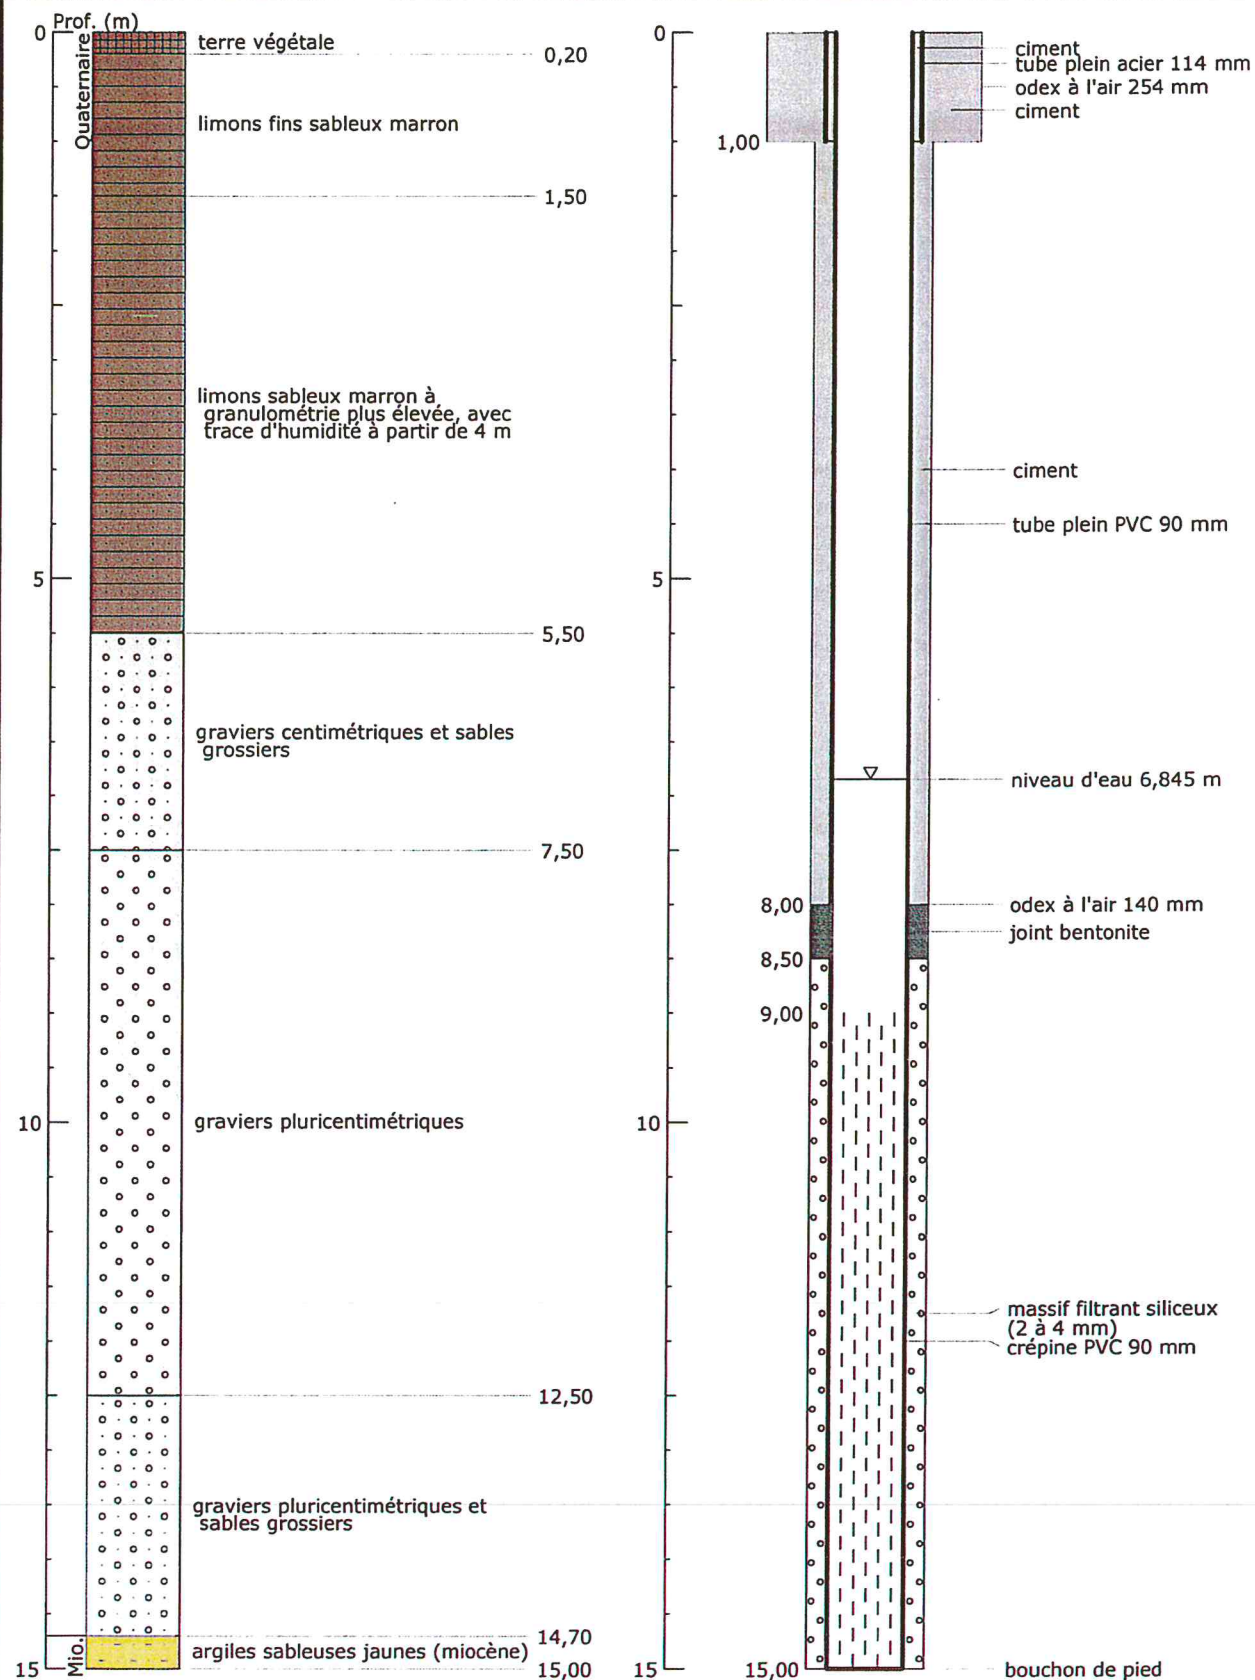 Prof. (m)
0
Quaternaire
terre végétale
0,20
limons fins sableux marron
1,50
limons sableux marron à
granulométrie plus élevée, avec
trace d'humidité à partir de 4 m
5
5,50
graviers centimétriques et sables
grossiers
7,50
10
graviers pluricentimétriques
12,50
graviers pluricentimétriques et
sables grossiers
14,70
Mio.
argiles sableuses jaunes (miocène)
15
15,00
0
ciment
tube plein acier 114 mm
odex à l'air 254 mm
ciment
1,00
ciment
tube plein PVC 90 mm
5
niveau d'eau 6,845 m
8,00
odex à l'air 140 mm
joint bentonite
8,50
9,00
10
massif filtrant siliceux
(2 à 4 mm)
crépine PVC 90 mm
15
15,00
bouchon de pied